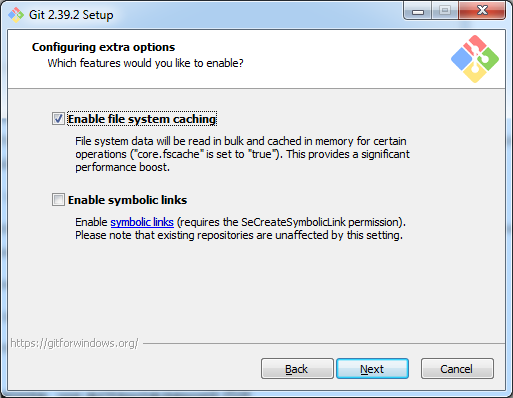 Git 2.39.2 Setup
Configuring extra options
Which features would you like to enable?
Enable file system caching
File system data will be read in bulk and cached in memory for certain
operations ("core.fscache" is set to "true"). This provides a significant
performance boost.
Enable symbolic links
Enable symbolic links (requires the SeCreateSymbolicLink permission).
Please note that existing repositories are unaffected by this setting.
https://gitforwindows.org/
Back
Next
Cancel